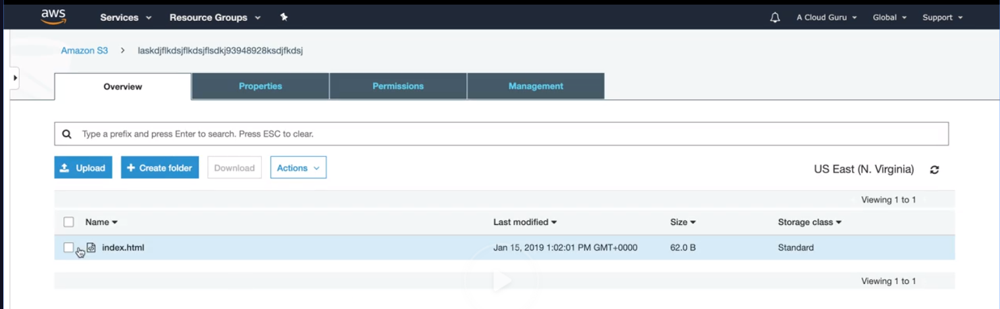 aws Services Resource Groups A Cloud Guru Global Support
Amazon S3 > laskdjflkdsjflkdsjflsdkj93948928ksdjfkdsj
Overview Properties Permissions Management
Type a prefix and press Enter to search. Press ESC to clear.
Upload + Create folder Download Actions US East (N. Virginia)
Viewing 1 to 1
Name Last modified Size Storage class
index.html Jan 15, 2019 1:02:01 PM GMT+0000 62.0 B Standard
Viewing 1 to 1